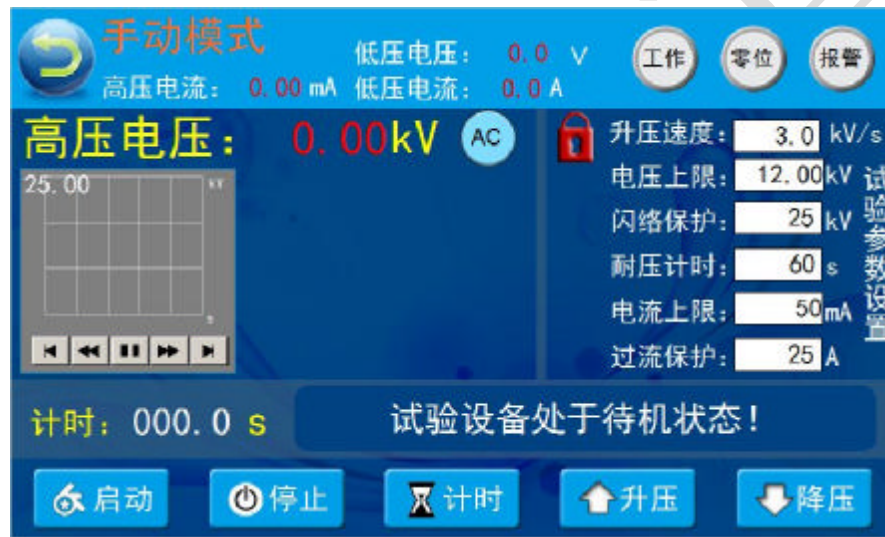 手动模式
低压电压： 0.0 V
高压电流： 0.00 mA 低压电流： 0.0 A
工作 零位 报警
高压电压： 0.00kV AC
25.00 kV
s
升压速度： 3.0 kV/s
电压上限： 12.00 kV
闪络保护： 25 kV
耐压计时： 60 s
电流上限： 50 mA
过流保护： 25 A
试验参数设置
计时： 000.0 s 试验设备处于待机状态！
启动 停止 计时 升压 降压